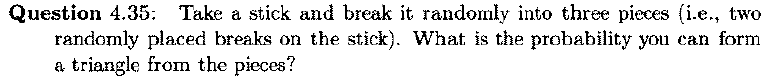 Question 4.35: Take a stick and break it randomly into three pieces (i.e., two
randomly placed breaks on the stick). What is the probability you can form
a triangle from the pieces?